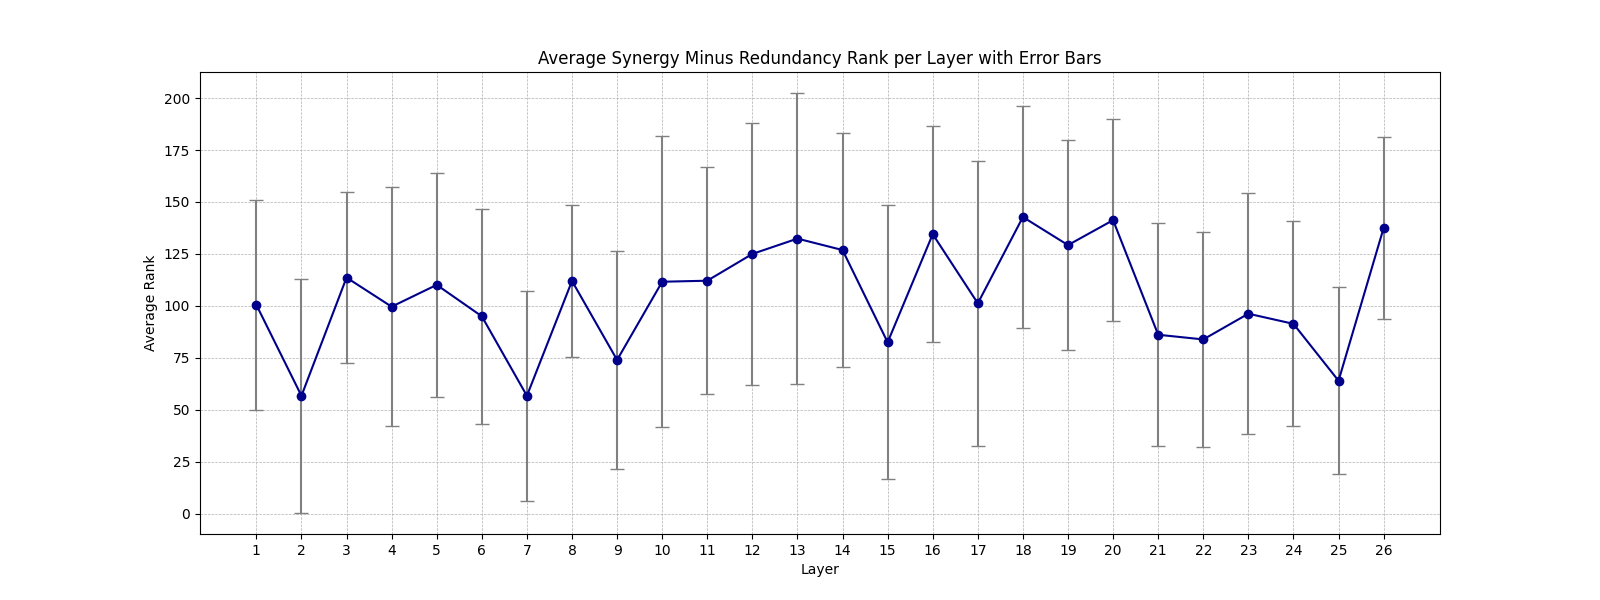 Average Synergy Minus Redundancy Rank per Layer with Error Bars
200
175
150
125
100
75
50
25
0
Average Rank
1 2 3 4 5 6 7 8 9 10 11 12 13 14 15 16 17 18 19 20 21 22 23 24 25 26
Layer